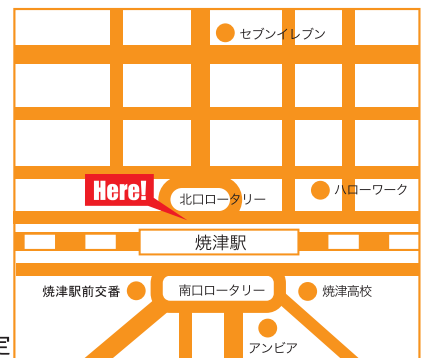 セブンイレブン
Here!
北口ロータリー
ハローワーク
焼津駅
焼津駅前交番
南口ロータリー
焼津高校
アンビア